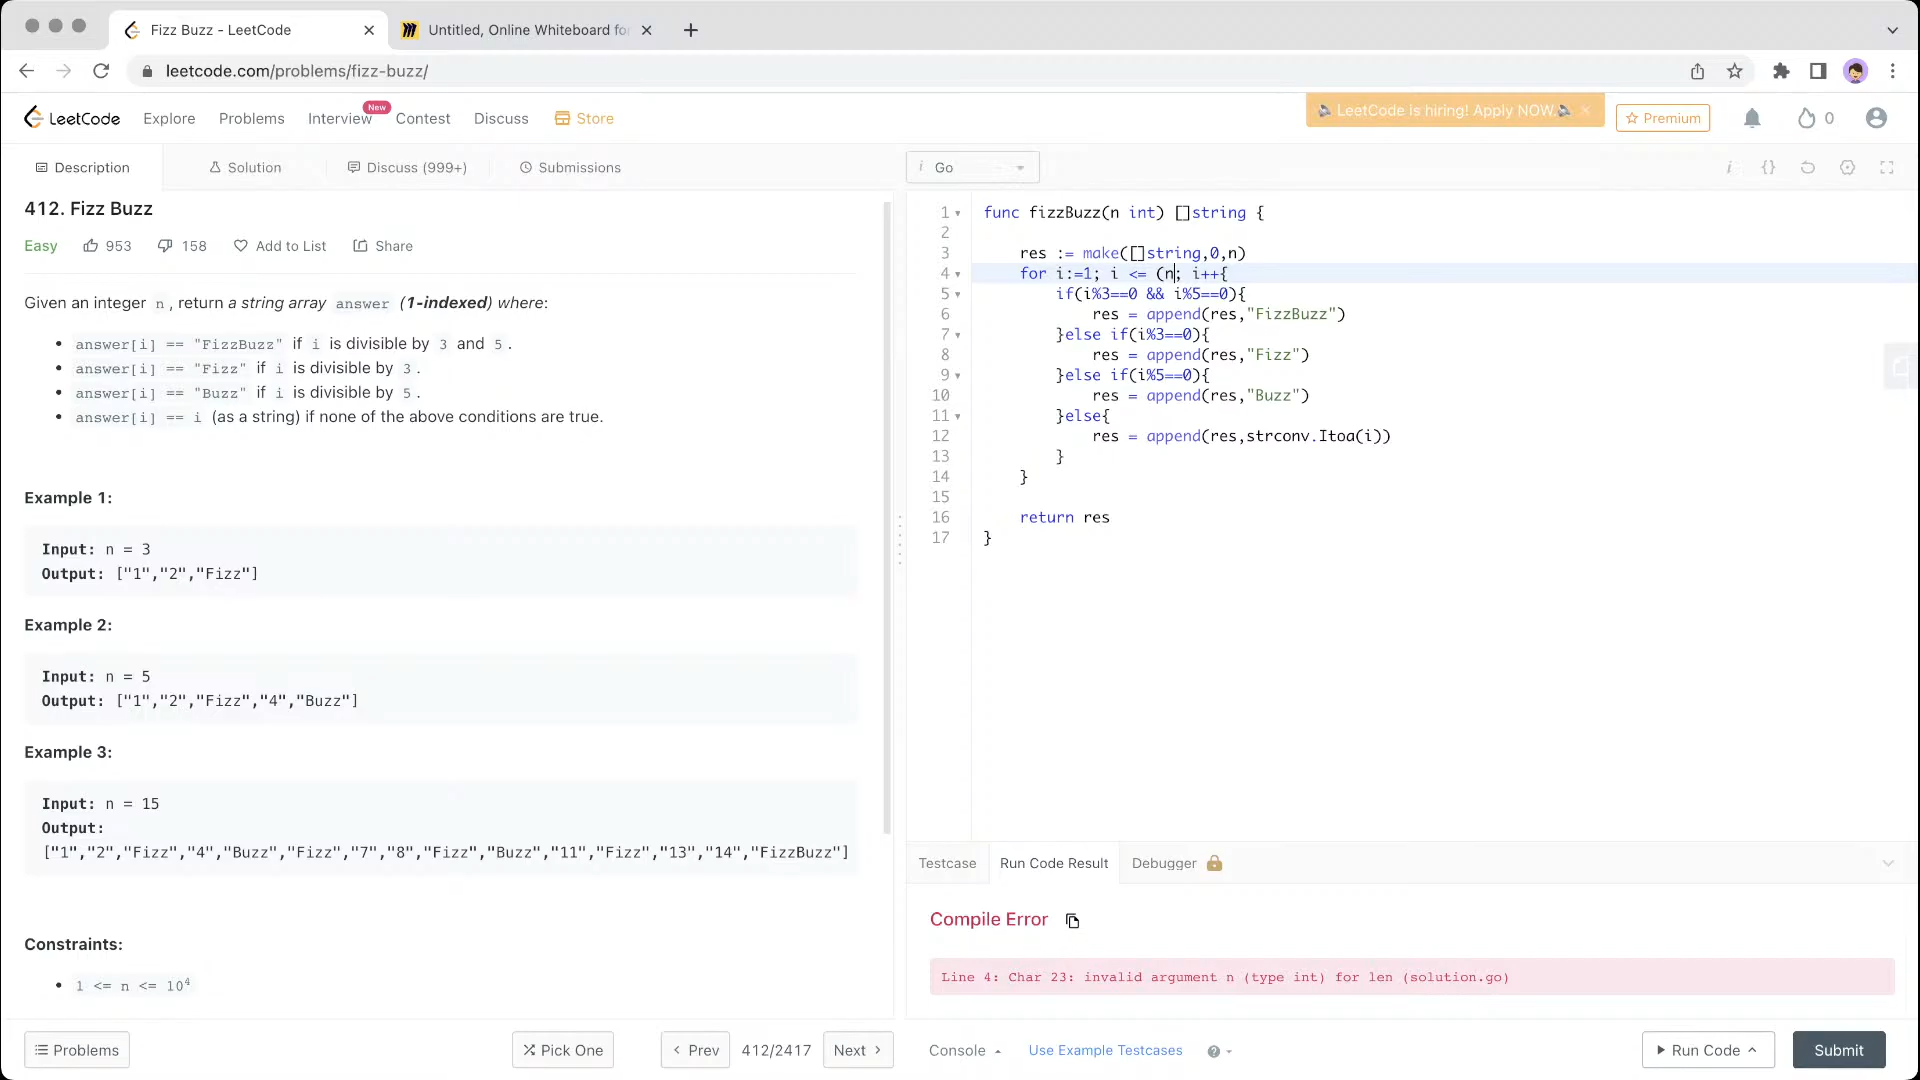 Fizz Buzz - LeetCode
Untitled, Online Whiteboard for
leetcode.com/problems/fizz-buzz/
LeetCode
Explore
Problems
Interview
New
Contest
Discuss
Store
LeetCode is hiring! Apply NOW.
Premium
0
Description
Solution
Discuss (999+)
Submissions
i Go
412. Fizz Buzz
Easy
953
158
Add to List
Share
Given an integer n, return a string array answer (1-indexed) where:
• answer[i] == "FizzBuzz" if i is divisible by 3 and 5.
• answer[i] == "Fizz" if i is divisible by 3.
• answer[i] == "Buzz" if i is divisible by 5.
• answer[i] == i (as a string) if none of the above conditions are true.
Example 1:
Input: n = 3
Output: ["1","2","Fizz"]
Example 2:
Input: n = 5
Output: ["1","2","Fizz","4","Buzz"]
Example 3:
Input: n = 15
Output:
["1","2","Fizz","4","Buzz","Fizz","7","8","Fizz","Buzz","11","Fizz","13","14","FizzBuzz"]
Constraints:
• 1 <= n <= 10⁴
Problems
Pick One
Prev
412/2417
Next
1 func fizzBuzz(n int) []string {
2
3 res := make([]string,0,n)
4 for i:=1; i <= (n; i++{
5 if(i%3==0 && i%5==0){
6 res = append(res,"FizzBuzz")
7 }else if(i%3==0){
8 res = append(res,"Fizz")
9 }else if(i%5==0){
10 res = append(res,"Buzz")
11 }else{
12 res = append(res,strconv.Itoa(i))
13 }
14 }
15
16 return res
17 }
Testcase
Run Code Result
Debugger
Compile Error
Line 4: Char 23: invalid argument n (type int) for len (solution.go)
Console
Use Example Testcases
Run Code
Submit